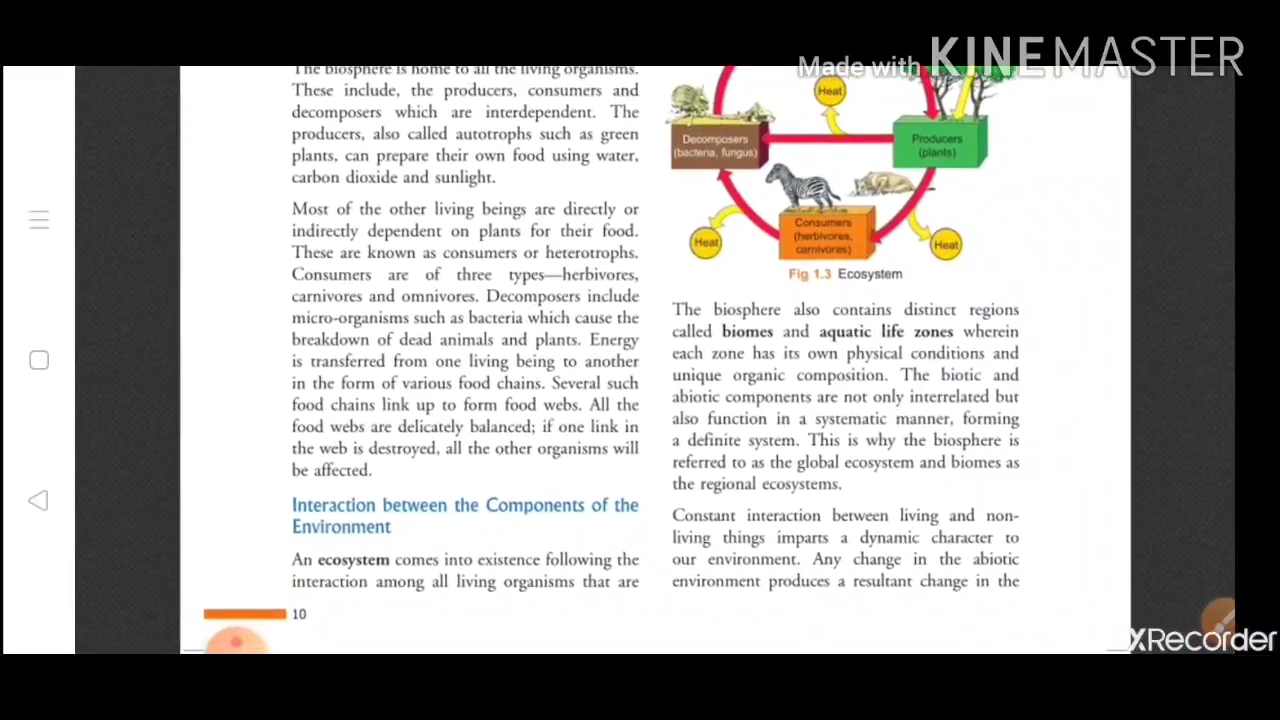 Made with KINEMASTER
The biosphere is home to all the living organisms.
These include, the producers, consumers and
decomposers which are interdependent. The
producers, also called autotrophs such as green
plants, can prepare their own food using water,
carbon dioxide and sunlight.
Most of the other living beings are directly or
indirectly dependent on plants for their food.
These are known as consumers or heterotrophs.
Consumers are of three types—herbivores,
carnivores and omnivores. Decomposers include
micro-organisms such as bacteria which cause the
breakdown of dead animals and plants. Energy
is transferred from one living being to another
in the form of various food chains. Several such
food chains link up to form food webs. All the
food webs are delicately balanced; if one link in
the web is destroyed, all the other organisms will
be affected.
Interaction between the Components of the
Environment
An ecosystem comes into existence following the
interaction among all living organisms that are
10
Heat
Decomposers
(bacteria, fungus)
Producers
(plants)
Consumers
(herbivores,
carnivores)
Heat
Heat
Fig 1.3 Ecosystem
The biosphere also contains distinct regions
called biomes and aquatic life zones wherein
each zone has its own physical conditions and
unique organic composition. The biotic and
abiotic components are not only interrelated but
also function in a systematic manner, forming
a definite system. This is why the biosphere is
referred to as the global ecosystem and biomes as
the regional ecosystems.
Constant interaction between living and non-
living things imparts a dynamic character to
our environment. Any change in the abiotic
environment produces a resultant change in the
XRecorder